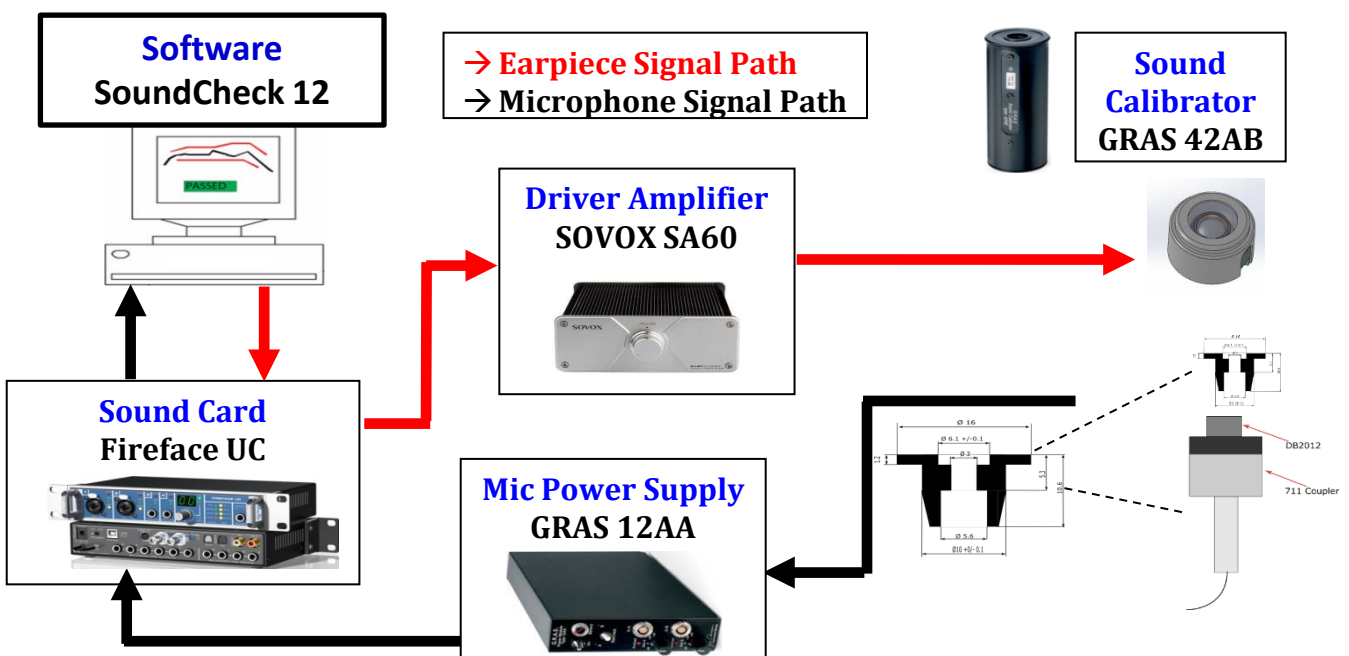 Software
SoundCheck 12
PASSED
→ Earpiece Signal Path
→ Microphone Signal Path
Sound
Calibrator
GRAS 42AB
Driver Amplifier
SOVOX SA60
SOVOX
Sound Card
Fireface UC
Mic Power Supply
GRAS 12AA
G.R.A.S.
Ø 16
Ø 6.1 +/-0.1
Ø 3
1.2
5.3
10.6
Ø 5.6
Ø10 +0/- 0.1
DB2012
711 Coupler